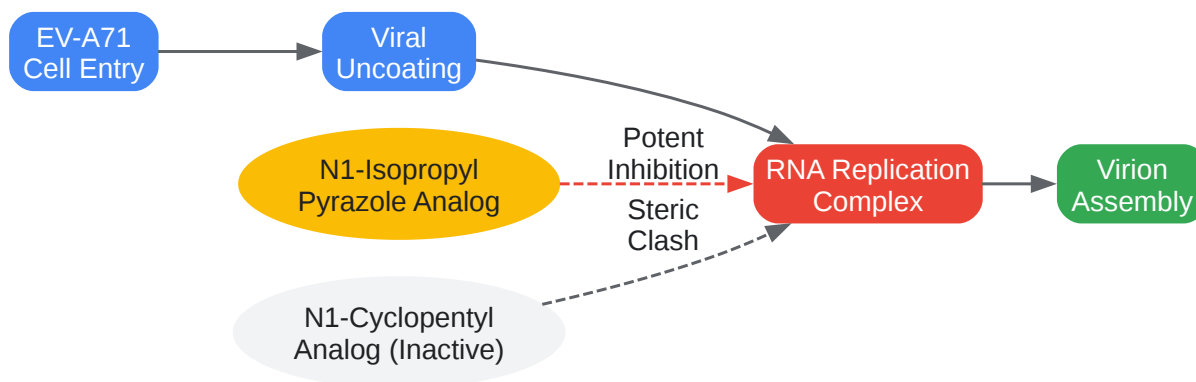 EV-A71
Cell Entry
Viral
Uncoating
Potent
Inhibition
N1-Isopropyl
Pyrazole Analog
RNA Replication
Complex
Virion
Assembly
Steric
Clash
N1-Cyclopentyl
Analog (Inactive)